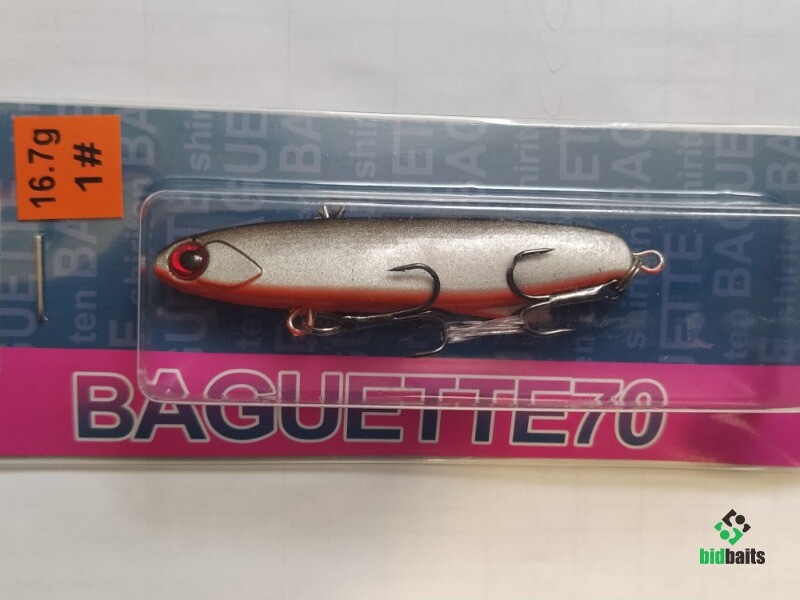 16.7g
1#
BAGUETTE70
bidbaits